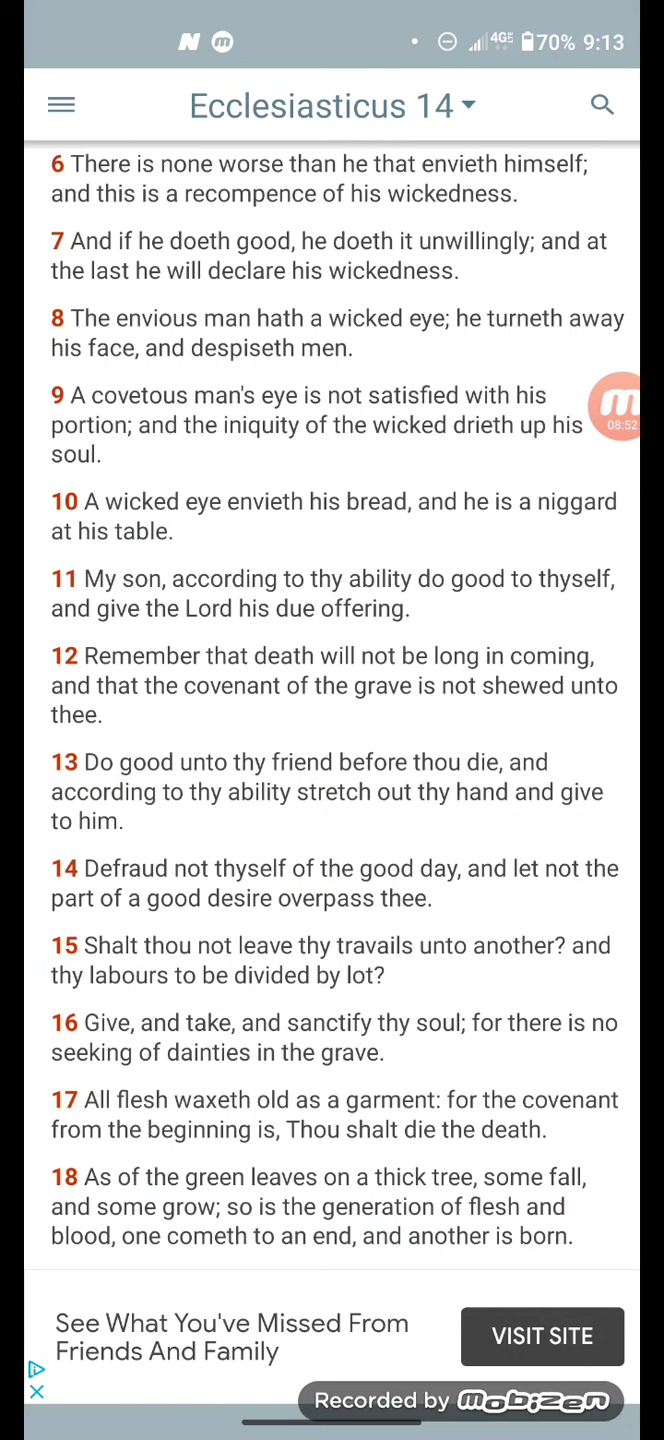 N m 4G 70% 9:13
Ecclesiasticus 14
6 There is none worse than he that envieth himself;
and this is a recompence of his wickedness.
7 And if he doeth good, he doeth it unwillingly; and at
the last he will declare his wickedness.
8 The envious man hath a wicked eye; he turneth away
his face, and despiseth men.
9 A covetous man's eye is not satisfied with his
portion; and the iniquity of the wicked drieth up his
soul.
m
08:52
10 A wicked eye envieth his bread, and he is a niggard
at his table.
11 My son, according to thy ability do good to thyself,
and give the Lord his due offering.
12 Remember that death will not be long in coming,
and that the covenant of the grave is not shewed unto
thee.
13 Do good unto thy friend before thou die, and
according to thy ability stretch out thy hand and give
to him.
14 Defraud not thyself of the good day, and let not the
part of a good desire overpass thee.
15 Shalt thou not leave thy travails unto another? and
thy labours to be divided by lot?
16 Give, and take, and sanctify thy soul; for there is no
seeking of dainties in the grave.
17 All flesh waxeth old as a garment: for the covenant
from the beginning is, Thou shalt die the death.
18 As of the green leaves on a thick tree, some fall,
and some grow; so is the generation of flesh and
blood, one cometh to an end, and another is born.
See What You've Missed From
Friends And Family
VISIT SITE
Recorded by mobizen